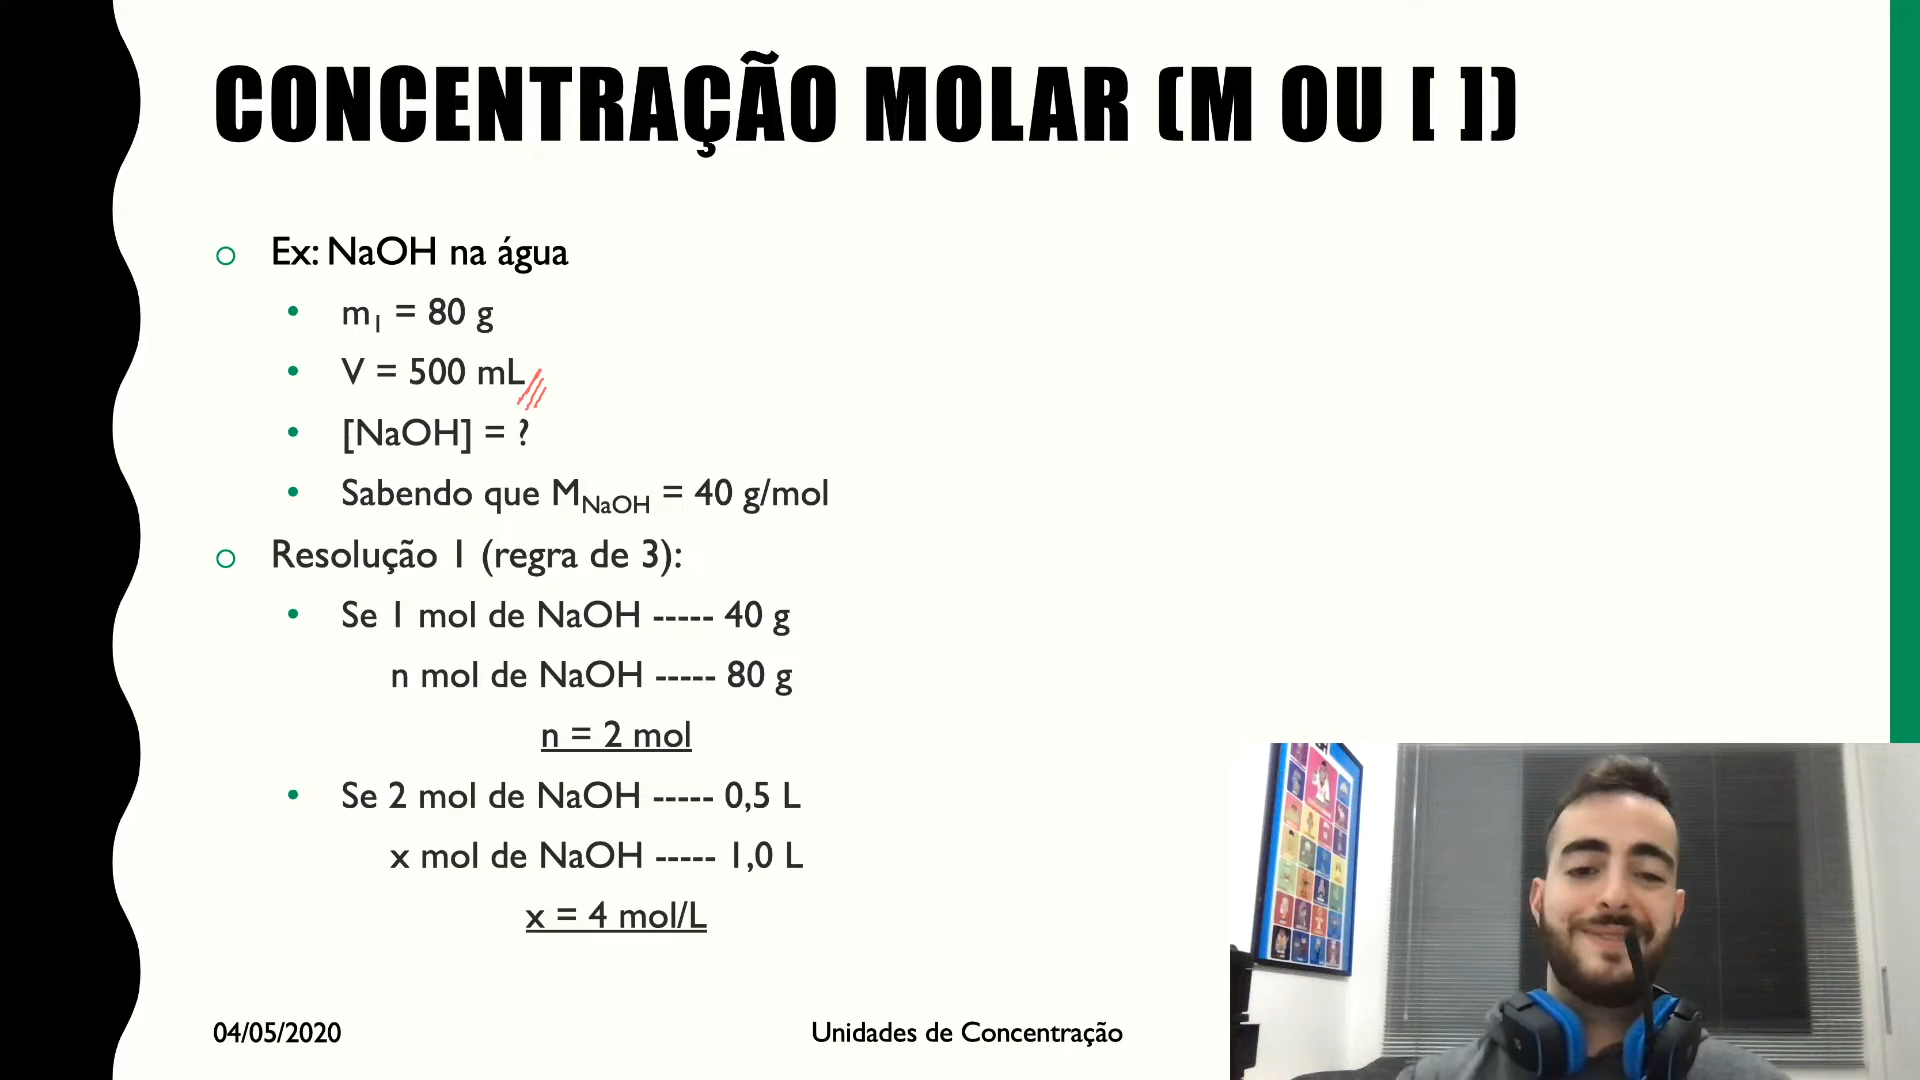 CONCENTRAÇÃO MOLAR (M OU [ ])
Ex: NaOH na água
m₁ = 80 g
V = 500 mL
[NaOH] = ?
Sabendo que M_NaOH = 40 g/mol
Resolução 1 (regra de 3):
Se 1 mol de NaOH ----- 40 g
n mol de NaOH ----- 80 g
n = 2 mol
Se 2 mol de NaOH ----- 0,5 L
x mol de NaOH ----- 1,0 L
x = 4 mol/L
04/05/2020
Unidades de Concentração